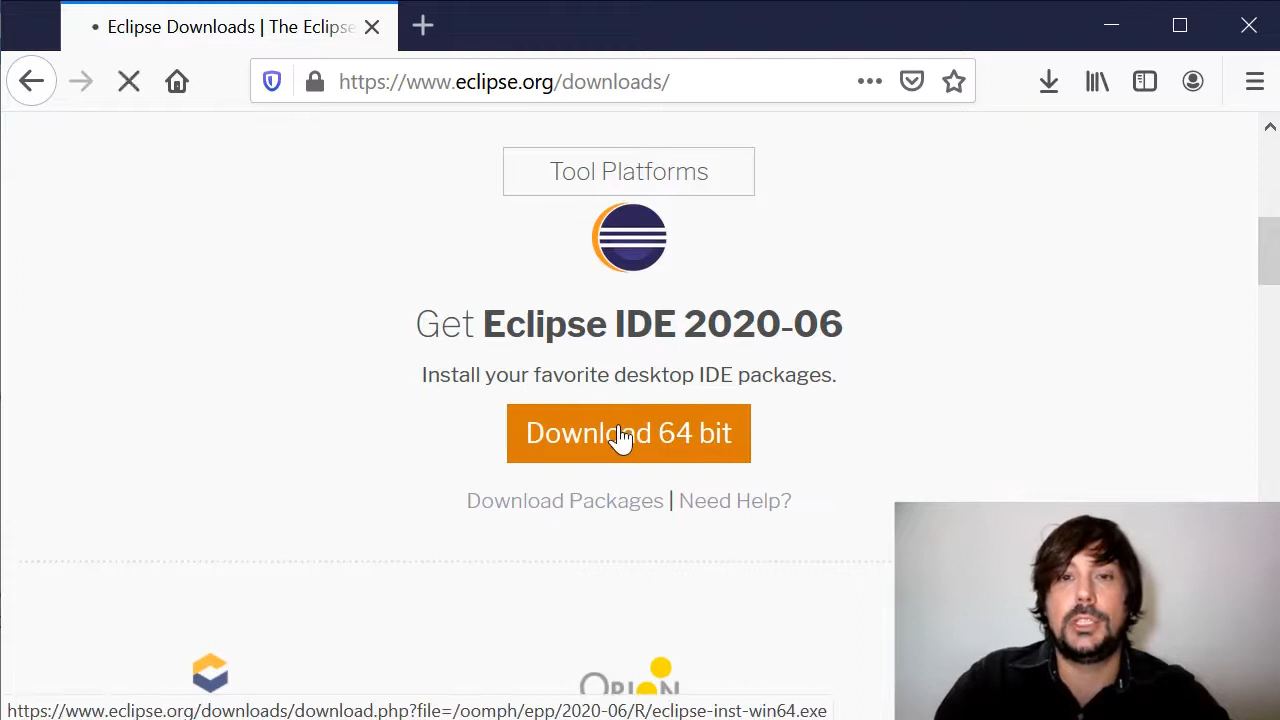 Eclipse Downloads | The Eclipse
https://www.eclipse.org/downloads/
Tool Platforms
Get Eclipse IDE 2020-06
Install your favorite desktop IDE packages.
Download 64 bit
Download Packages | Need Help?
ORION
https://www.eclipse.org/downloads/download.php?file=/oomph/epp/2020-06/R/eclipse-inst-win64.exe